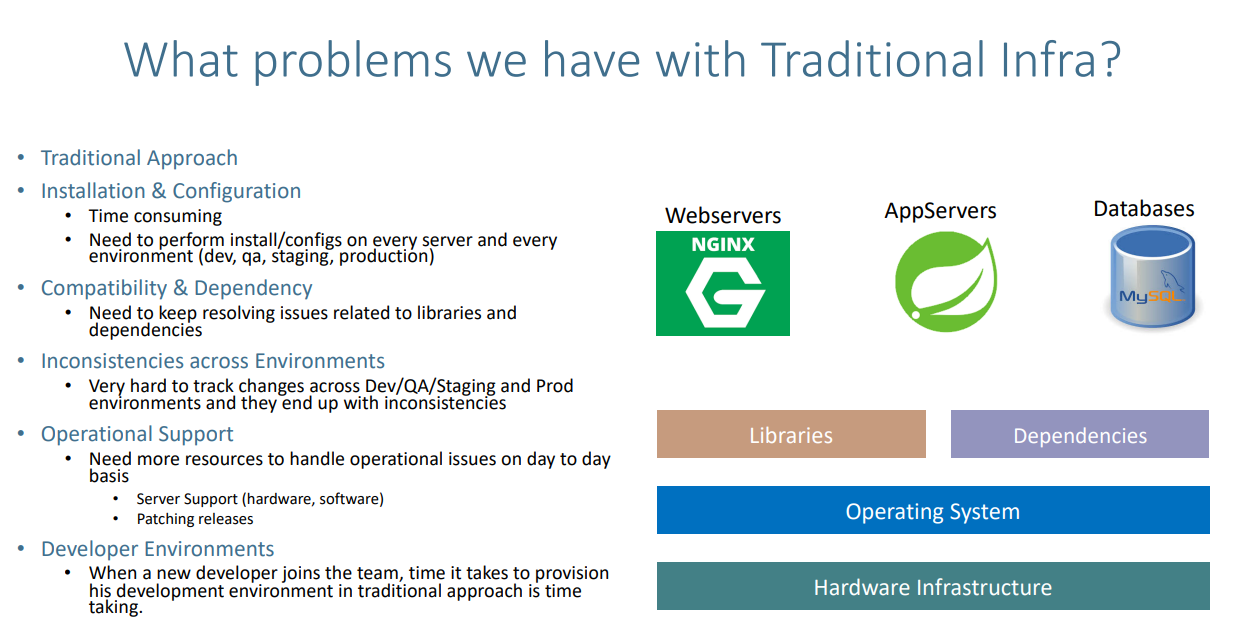 What problems we have with Traditional Infra?
• Traditional Approach
• Installation & Configuration
• Time consuming
• Need to perform install/configs on every server and every
environment (dev, qa, staging, production)
• Compatibility & Dependency
• Need to keep resolving issues related to libraries and
dependencies
• Inconsistencies across Environments
• Very hard to track changes across Dev/QA/Staging and Prod
environments and they end up with inconsistencies
• Operational Support
• Need more resources to handle operational issues on day to day
basis
• Server Support (hardware, software)
• Patching releases
• Developer Environments
• When a new developer joins the team, time it takes to provision
his development environment in traditional approach is time
taking.
Webservers
NGINX
G
AppServers
Databases
MySQL
Libraries
Dependencies
Operating System
Hardware Infrastructure